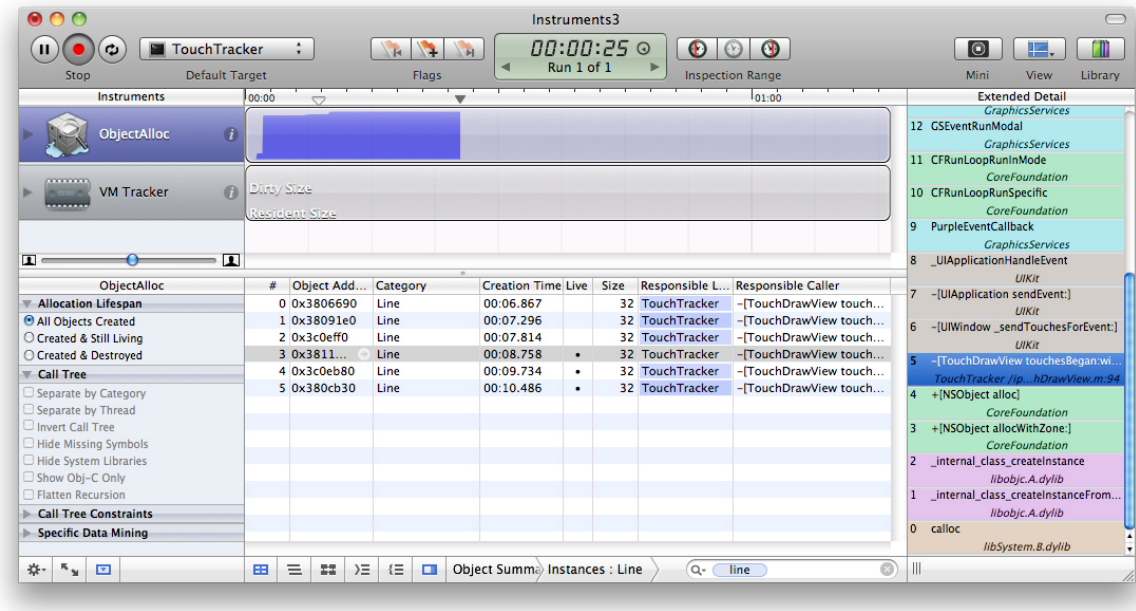 Instruments3
TouchTracker
00:00:25
Run 1 of 1
Stop
Default Target
Flags
Inspection Range
Mini
View
Library
Instruments
00:00
01:00
Extended Detail
ObjectAlloc
VM Tracker
Dirty Size
Resident Size
GraphicsServices
12 GSEventRunModal
GraphicsServices
11 CFRunLoopRunInMode
CoreFoundation
10 CFRunLoopRunSpecific
CoreFoundation
9 PurpleEventCallback
GraphicsServices
8 _UIApplicationHandleEvent
UIKit
7 -[UIApplication sendEvent:]
UIKit
6 -[UIWindow _sendTouchesForEvent:]
UIKit
5 -[TouchDrawView touchesBegan:wi...
TouchTracker /ip...hDrawView.m:94
4 +[NSObject alloc]
CoreFoundation
3 +[NSObject allocWithZone:]
CoreFoundation
2 _internal_class_createInstance
libobjc.A.dylib
1 _internal_class_createInstanceFrom...
libobjc.A.dylib
0 calloc
libSystem.B.dylib
ObjectAlloc
Allocation Lifespan
All Objects Created
Created & Still Living
Created & Destroyed
Call Tree
Separate by Category
Separate by Thread
Invert Call Tree
Hide Missing Symbols
Hide System Libraries
Show Obj-C Only
Flatten Recursion
Call Tree Constraints
Specific Data Mining
# Object Add... Category Creation Time Live Size Responsible L... Responsible Caller
0 0x3806690 Line 00:06.867 32 TouchTracker -[TouchDrawView touch...
1 0x38091e0 Line 00:07.296 32 TouchTracker -[TouchDrawView touch...
2 0x3c0eff0 Line 00:07.814 32 TouchTracker -[TouchDrawView touch...
3 0x3811... Line 00:08.758 • 32 TouchTracker -[TouchDrawView touch...
4 0x3c0eb80 Line 00:09.734 • 32 TouchTracker -[TouchDrawView touch...
5 0x380cb30 Line 00:10.486 • 32 TouchTracker -[TouchDrawView touch...
Object Summa Instances : Line
line